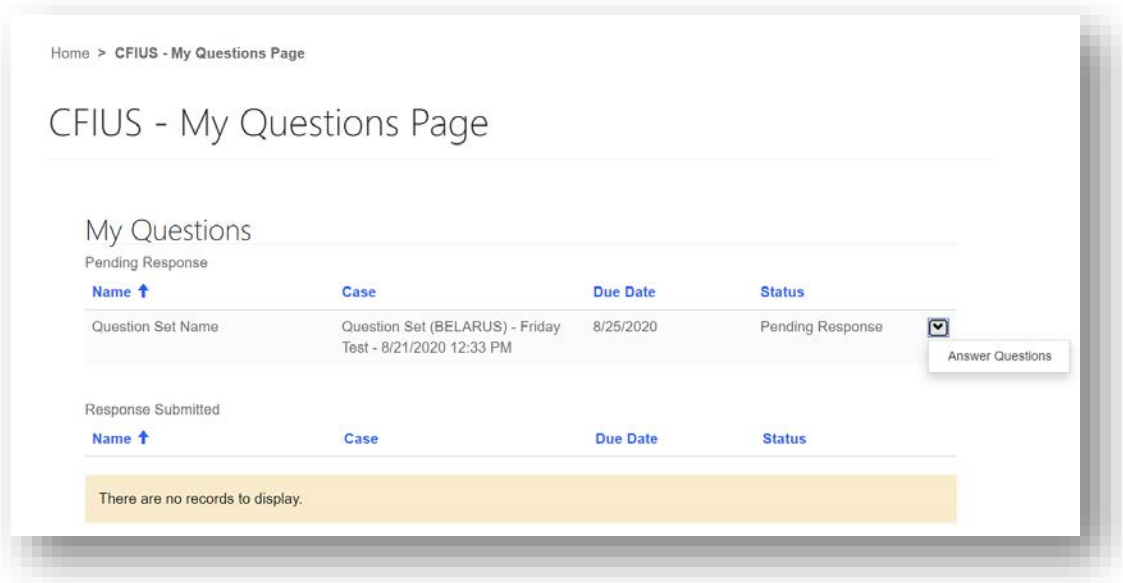 Home > CFIUS - My Questions Page
CFIUS - My Questions Page
My Questions
Pending Response
Name ↑ Case Due Date Status
Question Set Name Question Set (BELARUS) - Friday 8/25/2020 Pending Response
Test - 8/21/2020 12:33 PM
Answer Questions
Response Submitted
Name ↑ Case Due Date Status
There are no records to display.